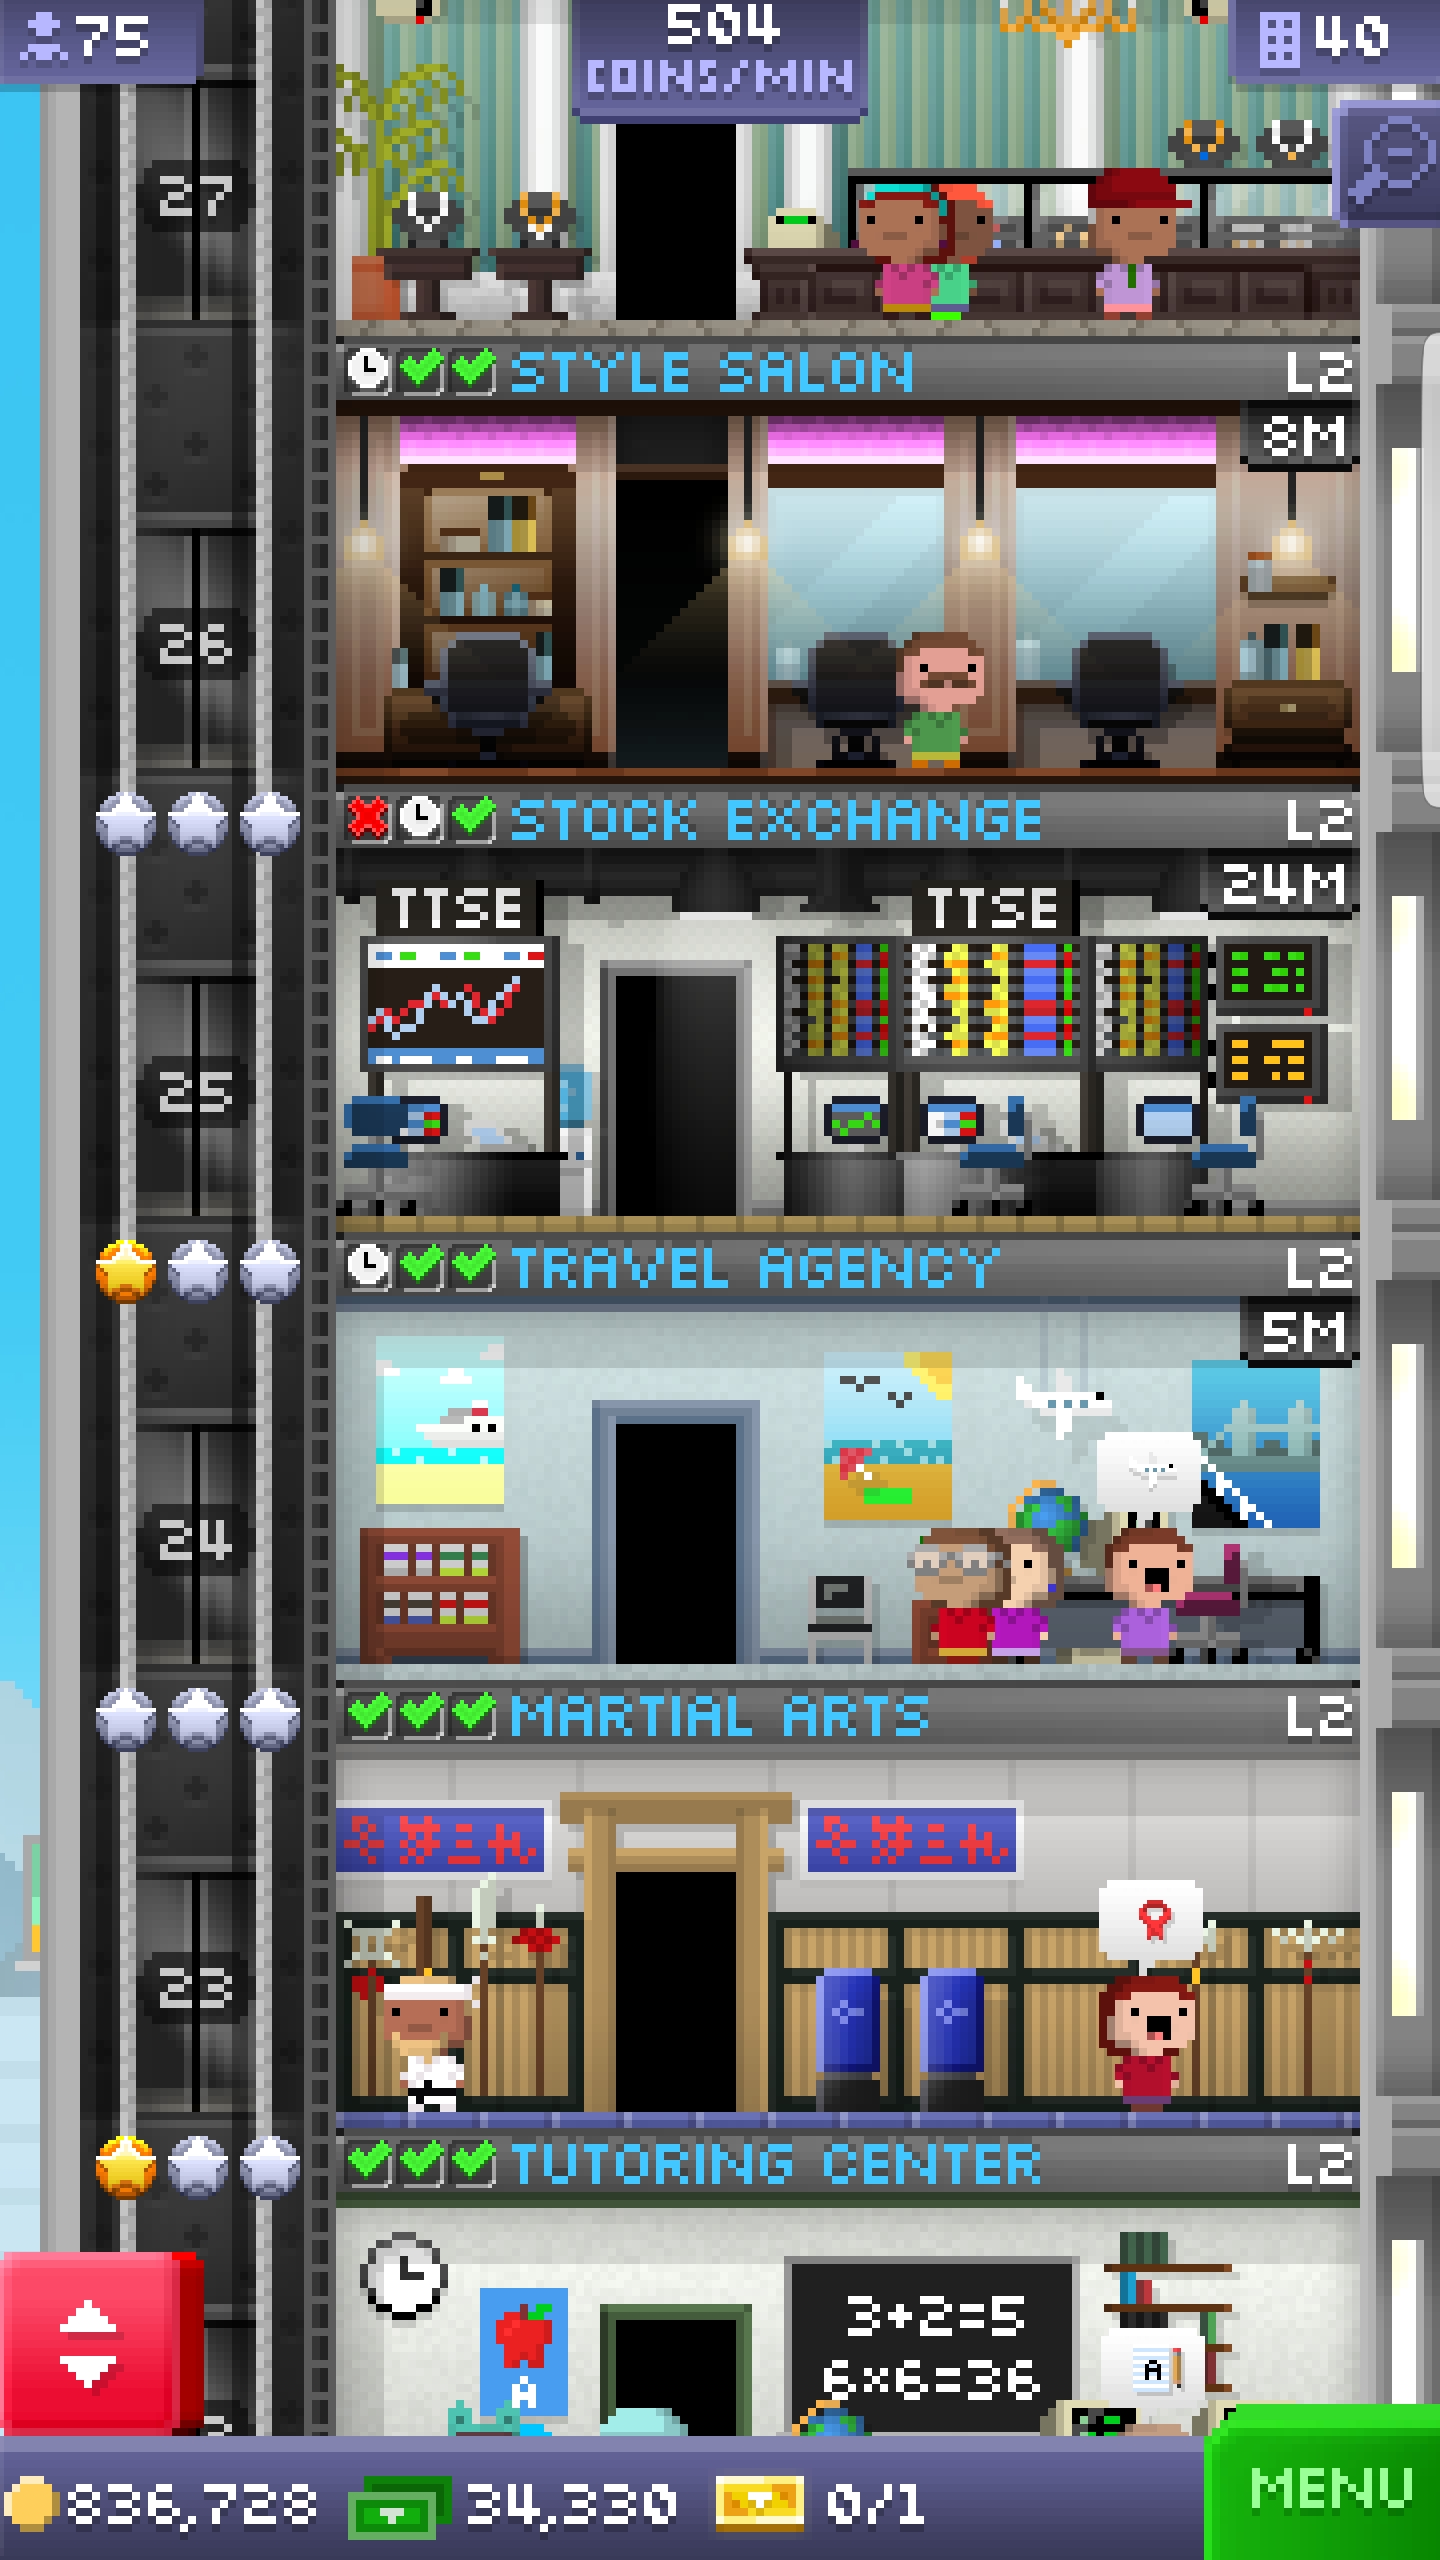 75
504
COINS/MIN
40
27
STYLE SALON L2
8M
26
STOCK EXCHANGE L2
24M
TTSE TTSE
25
TRAVEL AGENCY L2
5M
24
MARTIAL ARTS L2
23
TUTORING CENTER L2
3+2=5
6×6=36
A
A
836,728 34,330 0/1
MENU